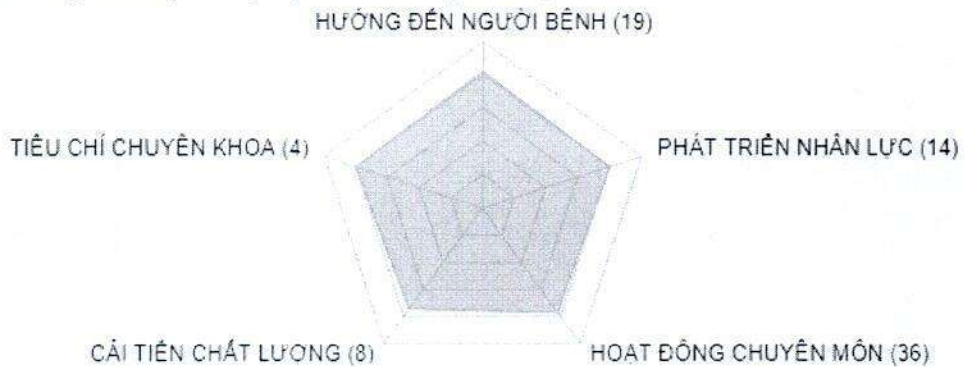 HƯỚNG ĐẾN NGƯỜI BỆNH (19)
TIÊU CHÍ CHUYÊN KHOA (4)
PHÁT TRIỂN NHÂN LỰC (14)
CẢI TIẾN CHẤT LƯỢNG (8)
HOẠT ĐỘNG CHUYÊN MÔN (36)